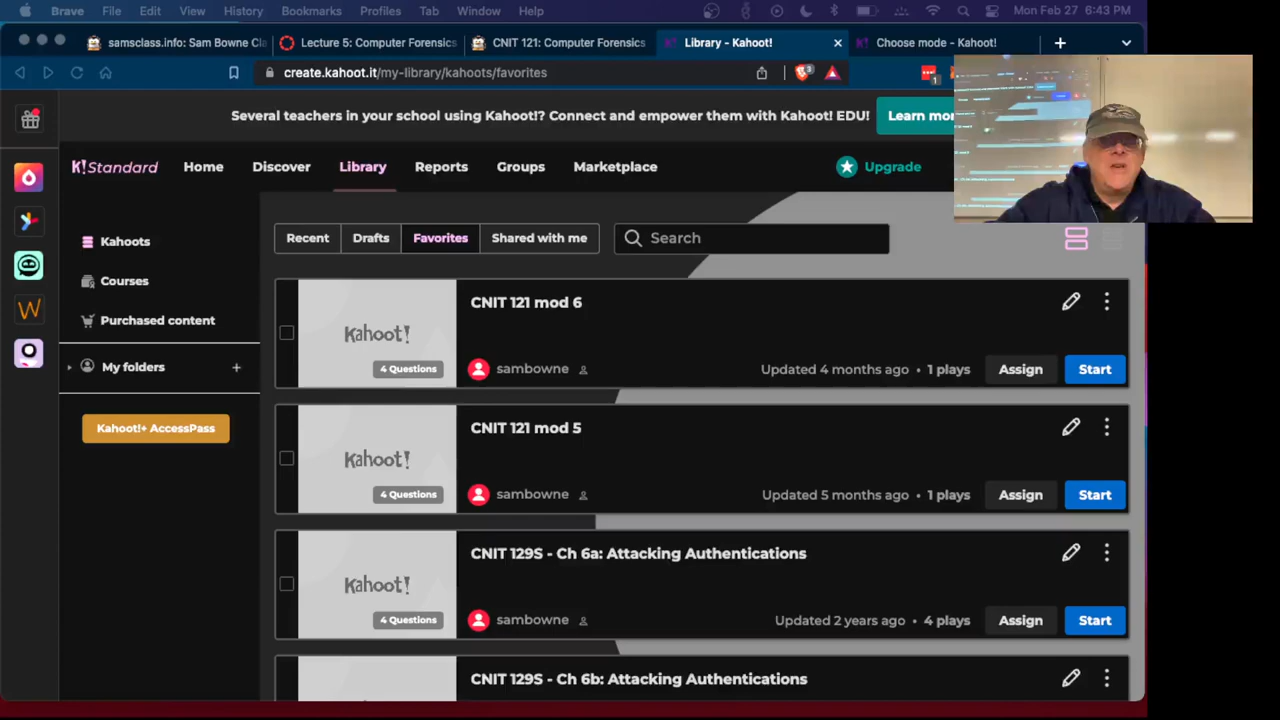 Brave File Edit View History Bookmarks Profiles Tab Window Help Mon Feb 27 6:43 PM
samsclass.info: Sam Bowne Cla Lecture 5: Computer Forensics CNIT 121: Computer Forensics Library - Kahoot! Choose mode - Kahoot!
create.kahoot.it/my-library/kahoots/favorites
Several teachers in your school using Kahoot!? Connect and empower them with Kahoot! EDU! Learn mor
K!Standard Home Discover Library Reports Groups Marketplace Upgrade
Kahoots
Courses
Purchased content
My folders
Kahoot!+ AccessPass
Recent Drafts Favorites Shared with me Search
CNIT 121 mod 6
Kahoot!
4 Questions sambowne Updated 4 months ago • 1 plays Assign Start
CNIT 121 mod 5
Kahoot!
4 Questions sambowne Updated 5 months ago • 1 plays Assign Start
CNIT 129S - Ch 6a: Attacking Authentications
Kahoot!
4 Questions sambowne Updated 2 years ago • 4 plays Assign Start
CNIT 129S - Ch 6b: Attacking Authentications